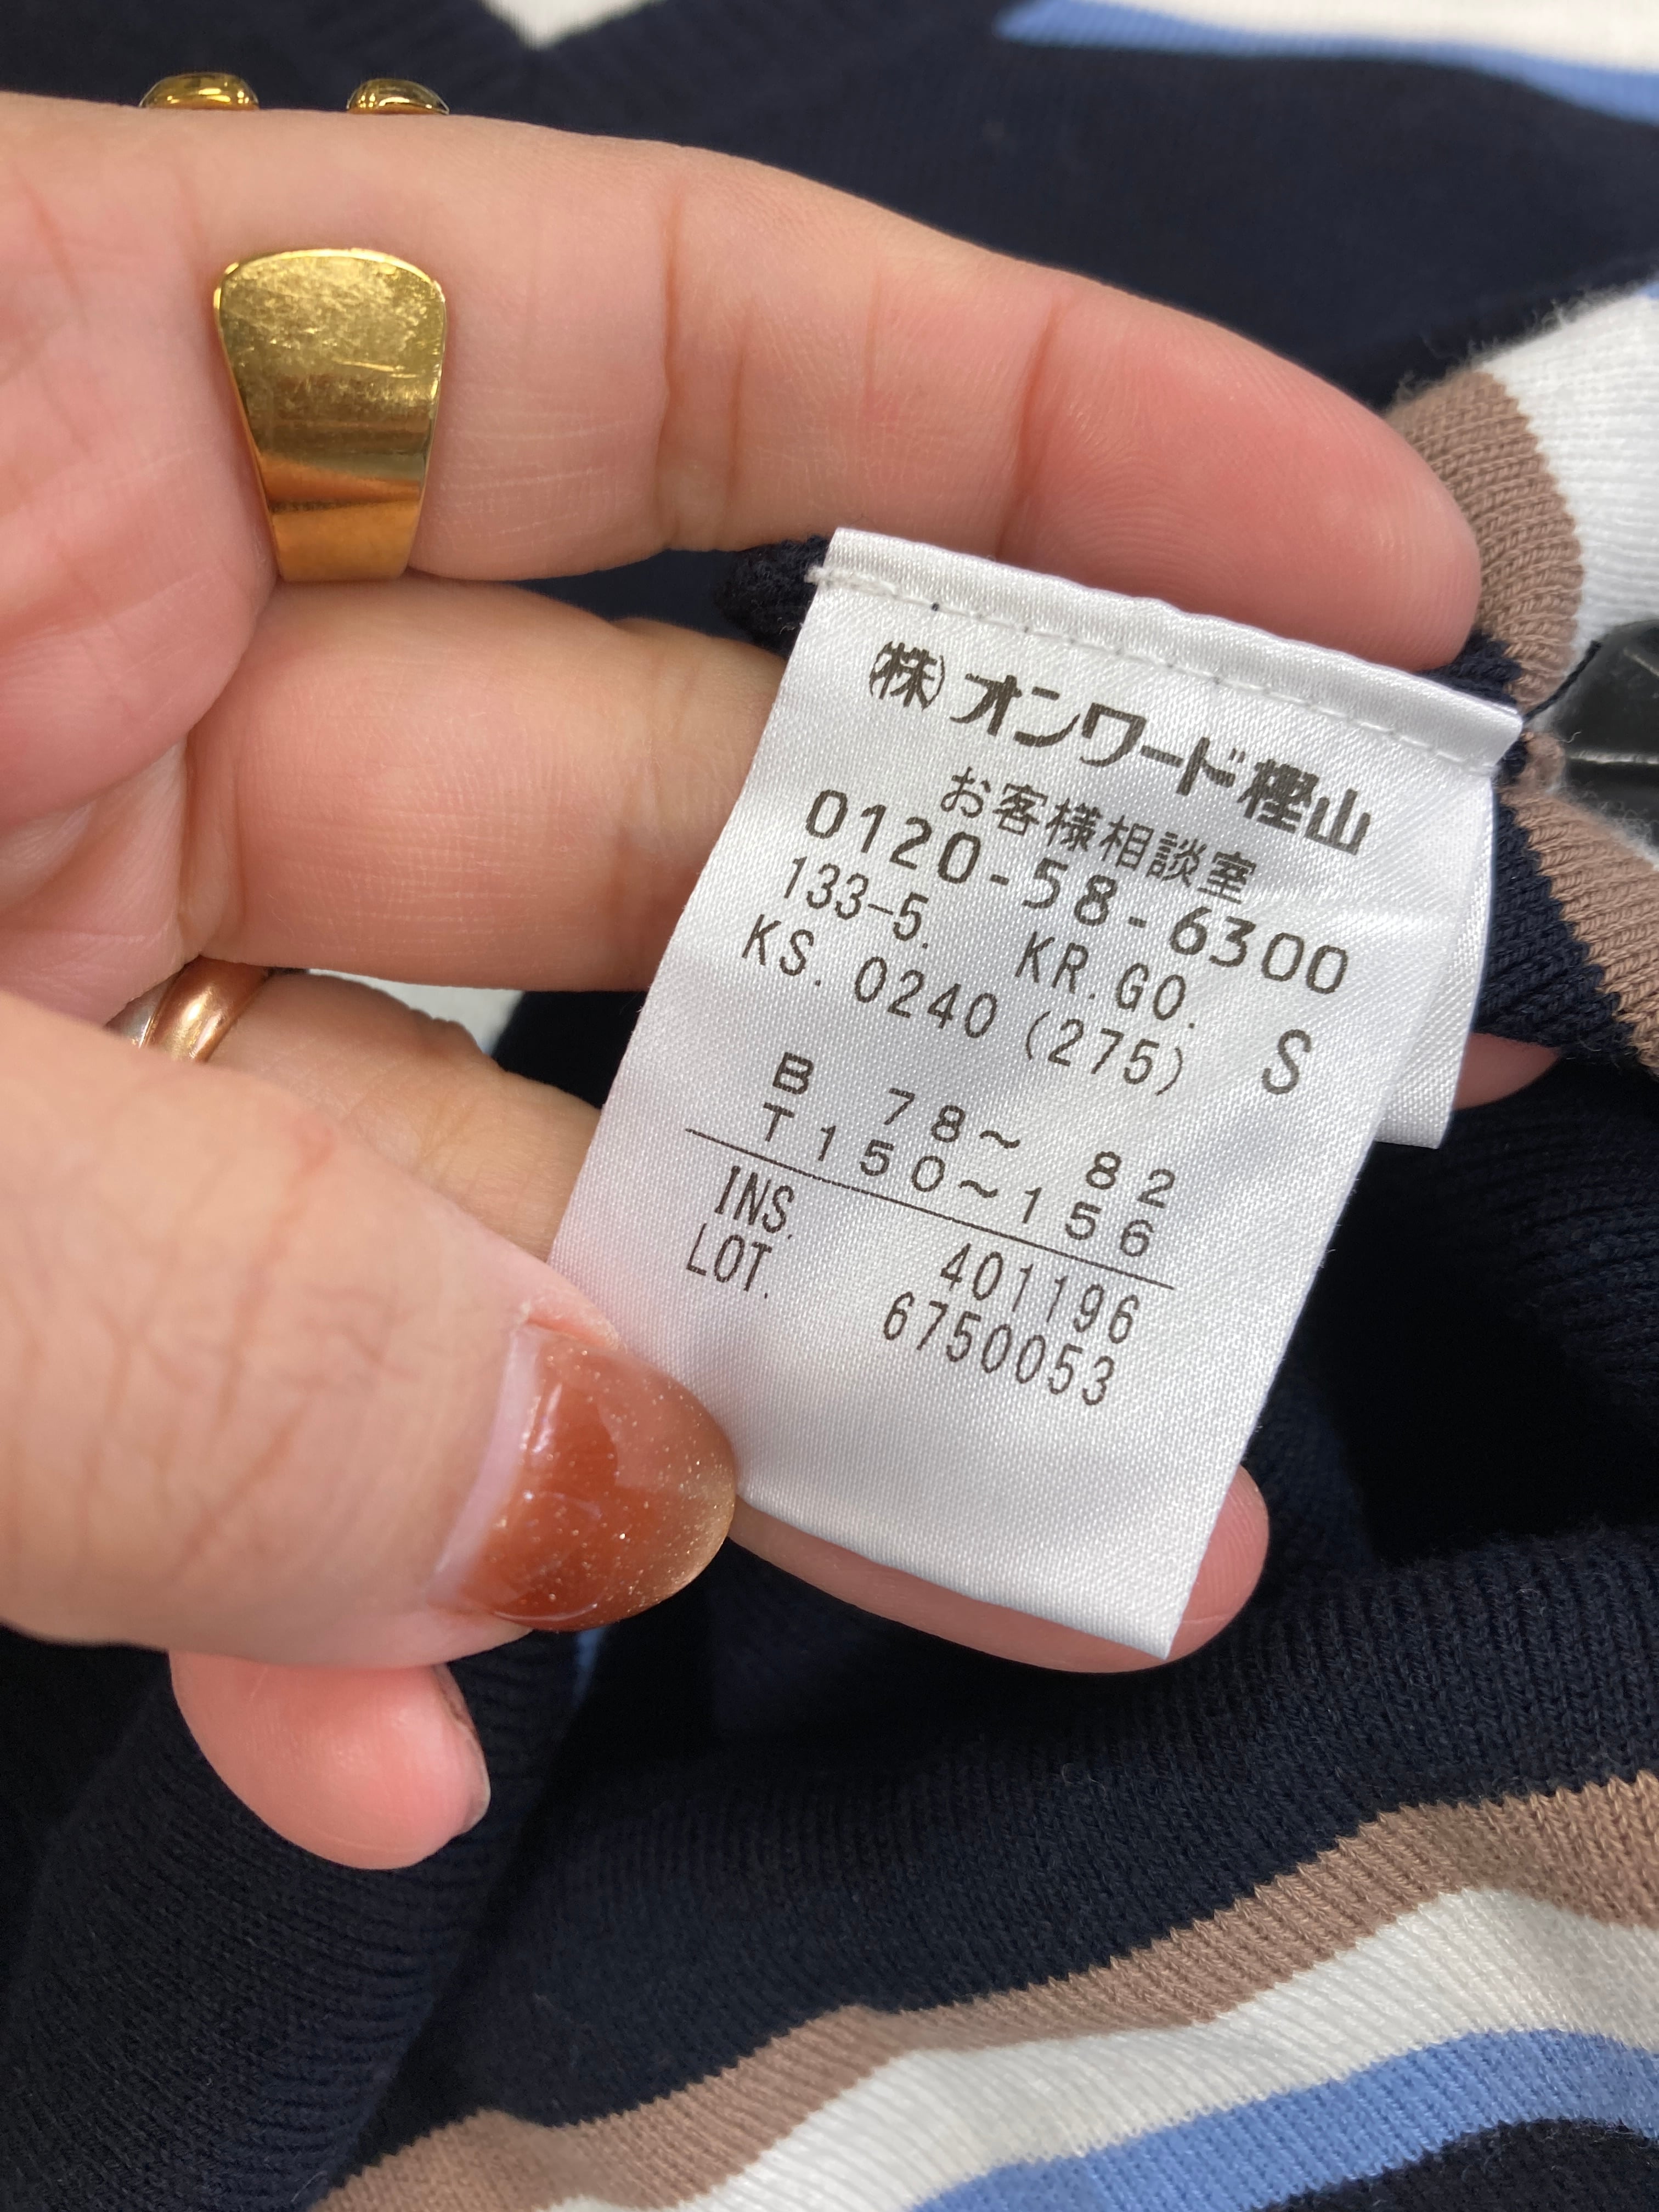 ㈱オンワード樫山
お客様相談室
0120-58-6300
133-5. KR.GO.
KS.0240(275) S
B 78～ 82
T150～156
INS. 401196
LOT. 6750053